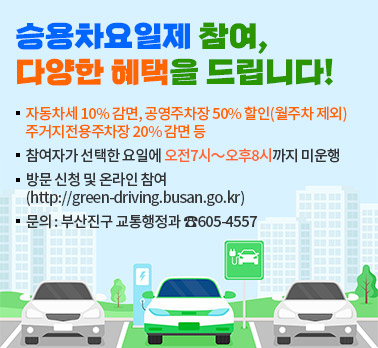 승용차요일제 참여,
다양한 혜택을 드립니다!
▪ 자동차세 10% 감면, 공영주차장 50% 할인(월주차 제외)
주거지전용주차장 20% 감면 등
▪ 참여자가 선택한 요일에 오전7시~오후8시까지 미운행
▪ 방문 신청 및 온라인 참여
(http://green-driving.busan.go.kr)
▪ 문의 : 부산진구 교통행정과 ☎605-4557